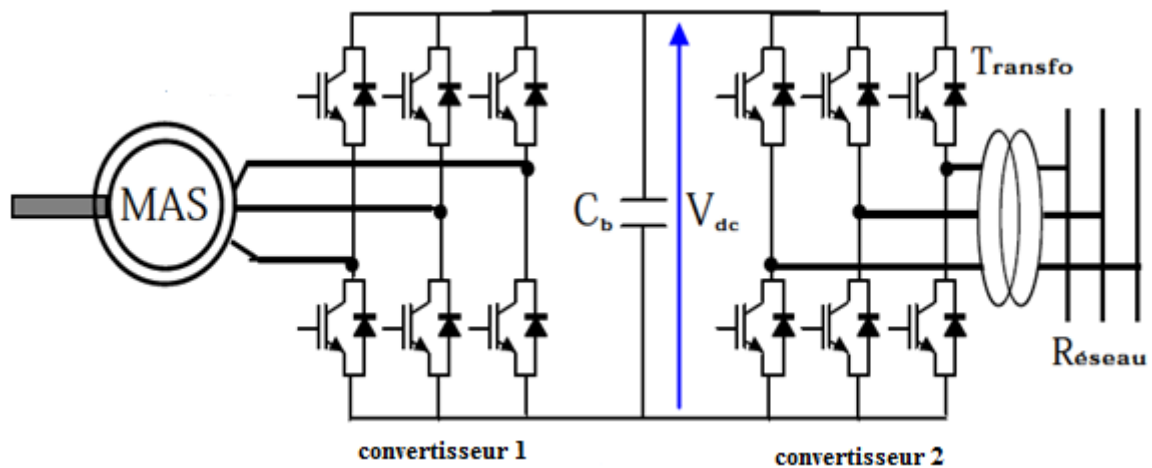 Transfo
MAS
C_b
V_dc
Réseau
convertisseur 1
convertisseur 2